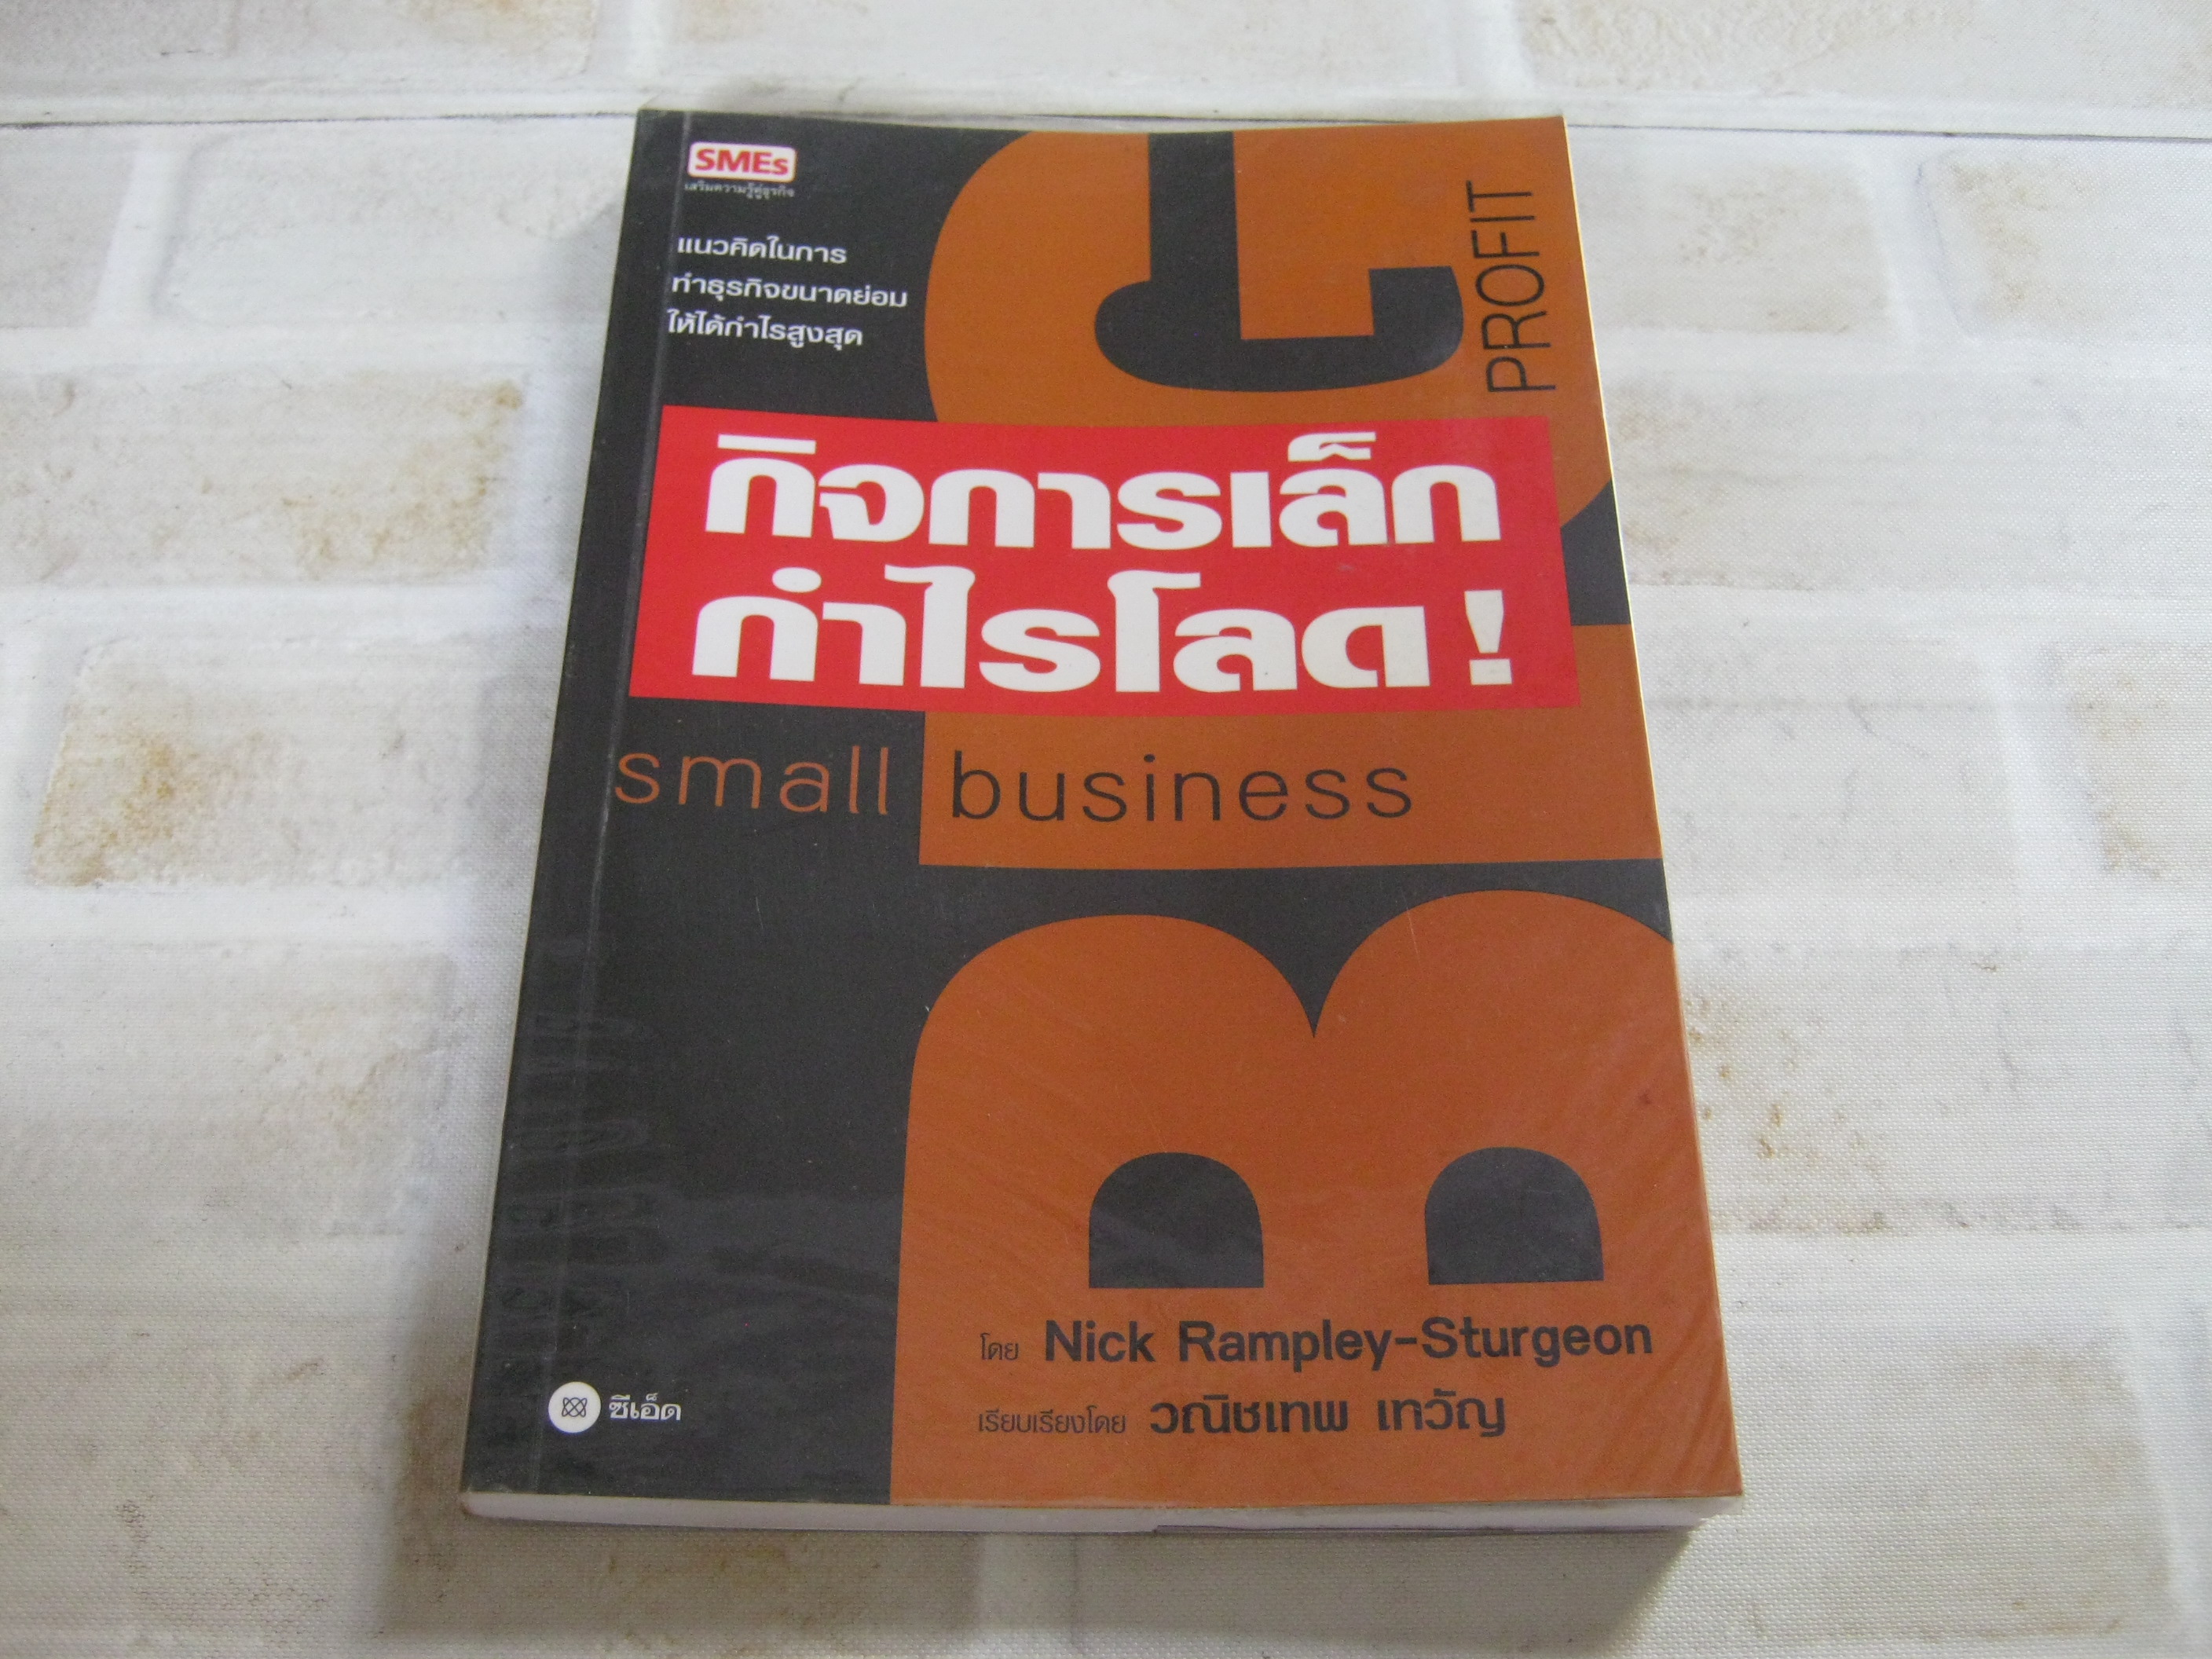 SMEs
เสริมความรู้คู่ธุรกิจ
แนวคิดในการ
ทำธุรกิจขนาดย่อม
ให้ได้กำไรสูงสุด
PROFIT
กิจการเล็ก
กำไรโลด!
small business
BIG
โดย Nick Rampley-Sturgeon
เรียบเรียงโดย วณิชเทพ เทวัญ
ซีเอ็ด